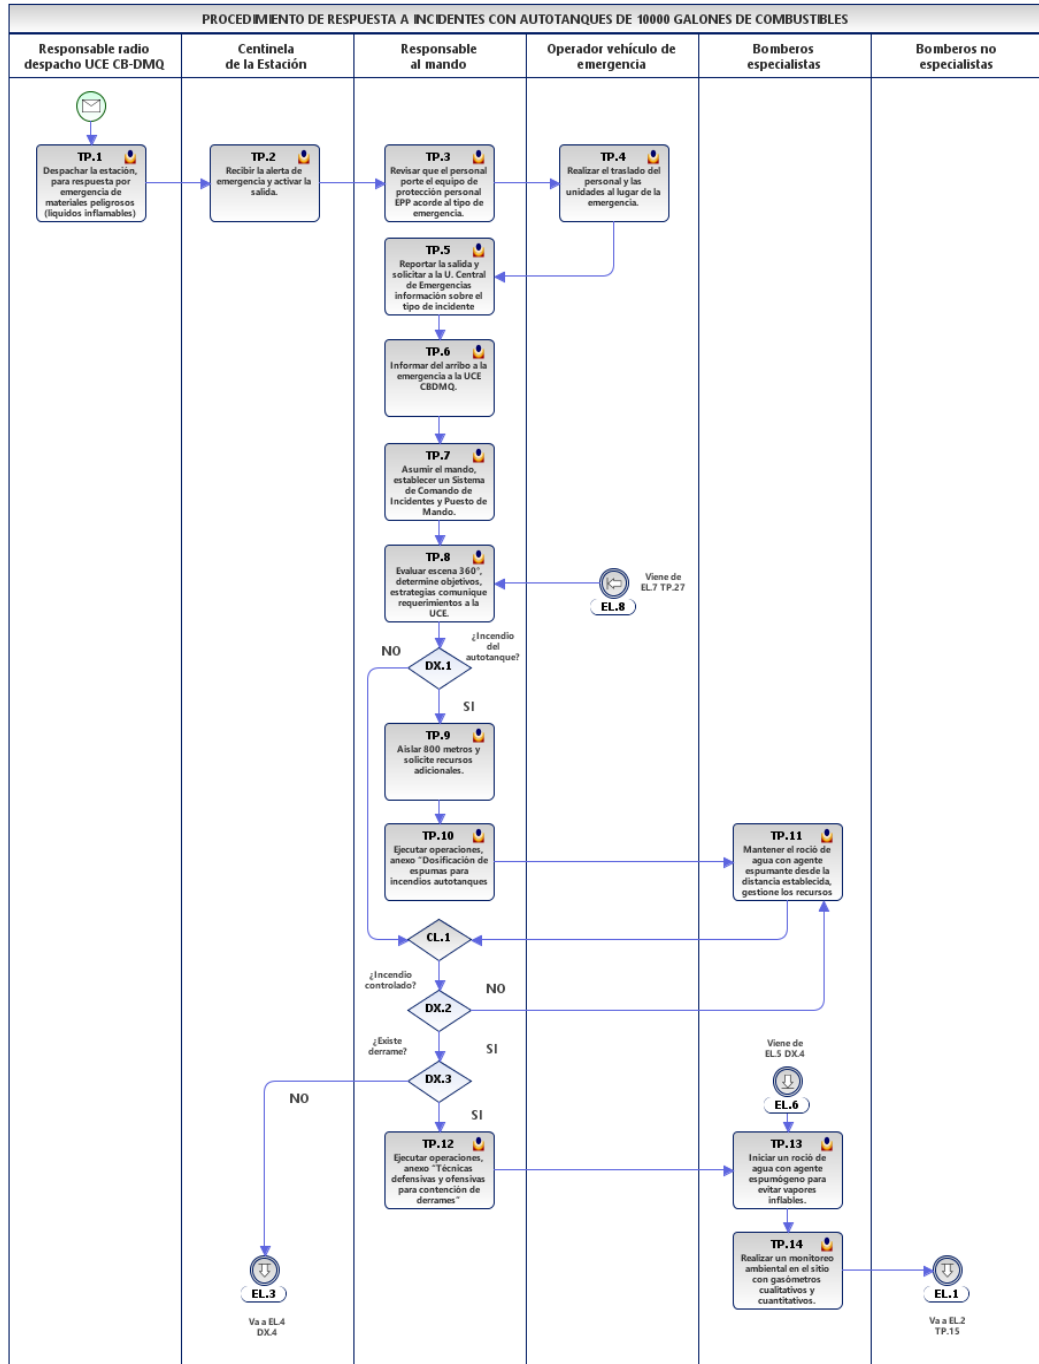 PROCEDIMIENTO DE RESPUESTA A INCIDENTES CON AUTOTANQUES DE 10000 GALONES DE COMBUSTIBLES
Responsable radio
despacho UCE CB-DMQ
Centinela
de la Estación
Responsable
al mando
Operador vehículo de
emergencia
Bomberos
especialistas
Bomberos no
especialistas
TP.1
Despachar la estación,
para respuesta por
emergencia de
materiales peligrosos
(líquidos inflamables)
TP.2
Recibir la alerta de
emergencia y activar la
salida.
TP.3
Revisar que el personal
porte el equipo de
protección personal
EPP acorde al tipo de
emergencia.
TP.4
Realizar el traslado del
personal y las
unidades al lugar de la
emergencia.
TP.5
Reportar la salida y
solicitar a la U. Central
de Emergencias
información sobre el
tipo de incidente
TP.6
Informar del arribo a la
emergencia a la UCE
CBDMQ.
TP.7
Asumir el mando,
establecer un Sistema
de Comando de
Incidentes y Puesto de
Mando.
TP.8
Evaluar escena 360°,
determine objetivos,
estrategias comunique
requerimientos a la
UCE.
Viene de
EL.7 TP.27
EL.8
¿Incendio
del
autotanque?
NO
DX.1
SI
TP.9
Aislar 800 metros y
solicite recursos
adicionales.
TP.10
Ejecutar operaciones,
anexo "Dosificación de
espumas para
incendios autotanques
TP.11
Mantener el roció de
agua con agente
espumante desde la
distancia establecida,
gestione los recursos
CL.1
¿Incendio
controlado?
NO
DX.2
SI
¿Existe
derrame?
DX.3
NO
SI
Viene de
EL.5 DX.4
EL.6
TP.12
Ejecutar operaciones,
anexo "Técnicas
defensivas y ofensivas
para contención de
derrames"
TP.13
Iniciar un roció de
agua con agente
espumógeno para
evitar vapores
inflables.
TP.14
Realizar un monitoreo
ambiental en el sitio
con gasómetros
cualitativos y
cuantitativos.
EL.3
Va a EL.4
DX.4
EL.1
Va a EL.2
TP.15